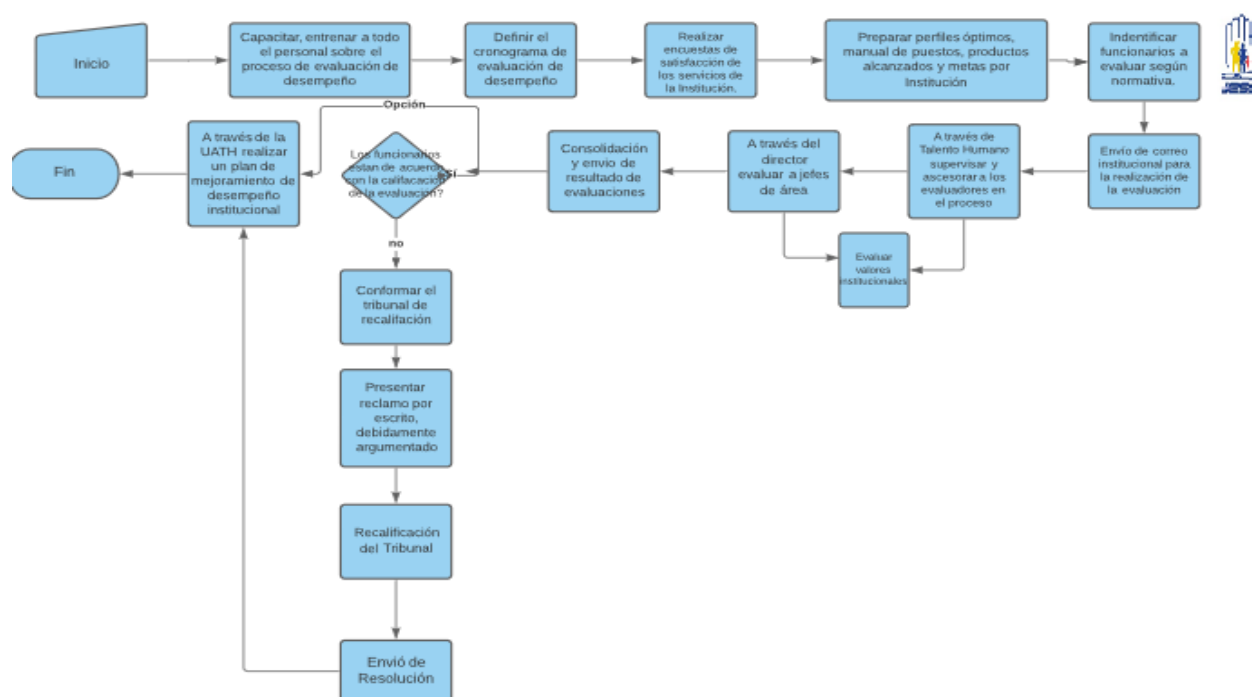 Inicio
Capacitar, entrenar a todo
el personal sobre el
proceso de evaluación de
desempeño
Definir el
cronograma de
evaluación de
desempeño
Realizar
encuestas de
satisfacción de
los servicios de
la Institución.
Preparar perfiles óptimos,
manual de puestos, productos
alcanzados y metas por
Institución
Indentificar
funcionarios a
evaluar según
normativa.
Envío de correo
institucional para
la realización de
la evaluación
A través de
Talento Humano
supervisar y
ascesorar a los
evaluadores en
el proceso
A través del
director
evaluar a jefes
de área
Evaluar
valores
institucionales
Consolidación
y envio de
resultado de
evaluaciones
Los funcionarios
estan de acuerdo
con la califacación
de la evaluación?
Sí
Opción
A través de la
UATH realizar
un plan de
mejoramiento de
desempeño
institucional
Fin
no
Conformar el
tribunal de
recalifación
Presentar
reclamo por
escrito,
debidamente
argumentado
Recalificación
del Tribunal
Envió de
Resolución